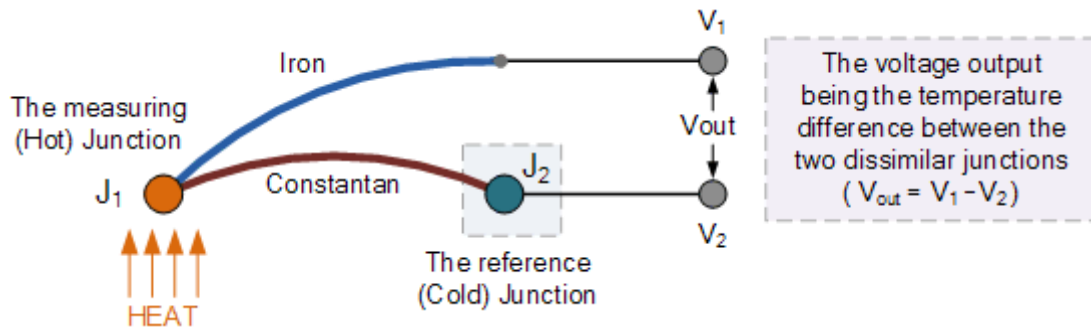 V₁
Iron
The measuring
(Hot) Junction
J₁
Constantan
J₂
Vout
V₂
HEAT
The reference
(Cold) Junction
The voltage output
being the temperature
difference between the
two dissimilar junctions
( Vout = V₁ – V₂)